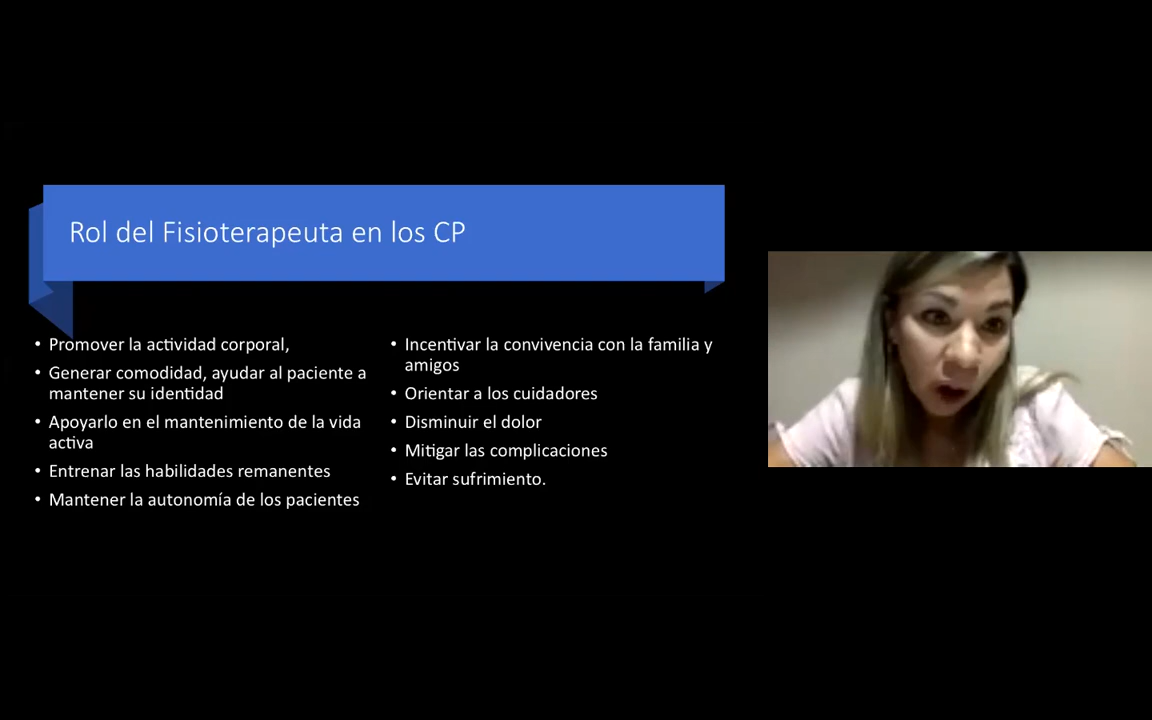 Rol del Fisioterapeuta en los CP
• Promover la actividad corporal,
• Generar comodidad, ayudar al paciente a
mantener su identidad
• Apoyarlo en el mantenimiento de la vida
activa
• Entrenar las habilidades remanentes
• Mantener la autonomía de los pacientes
• Incentivar la convivencia con la familia y
amigos
• Orientar a los cuidadores
• Disminuir el dolor
• Mitigar las complicaciones
• Evitar sufrimiento.